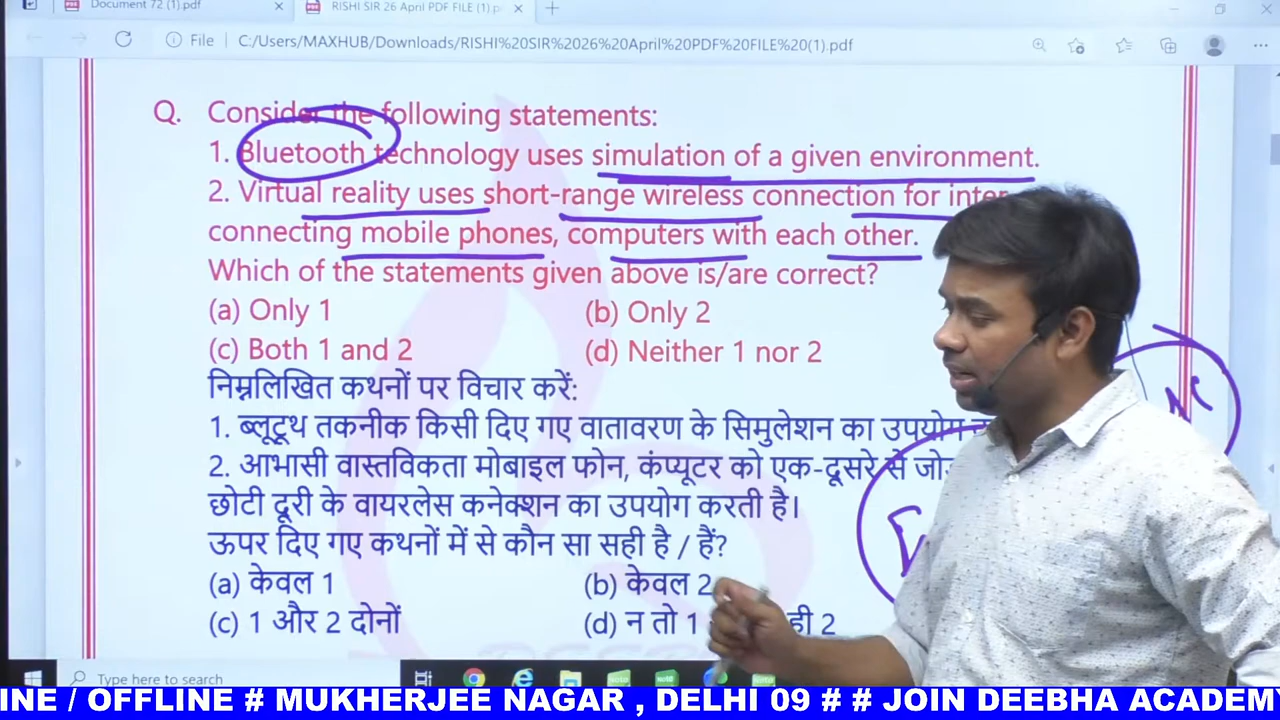 Document 72 (1).pdf
RISHI SIR 26 April PDF FILE (1).p
File | C:/Users/MAXHUB/Downloads/RISHI%20SIR%2026%20April%20PDF%20FILE%20(1).pdf
Q. Consider the following statements:
1. Bluetooth technology uses simulation of a given environment.
2. Virtual reality uses short-range wireless connection for inter
connecting mobile phones, computers with each other.
Which of the statements given above is/are correct?
(a) Only 1 (b) Only 2
(c) Both 1 and 2 (d) Neither 1 nor 2
निम्नलिखित कथनों पर विचार करें:
1. ब्लूटूथ तकनीक किसी दिए गए वातावरण के सिमुलेशन का उपयोग
2. आभासी वास्तविकता मोबाइल फोन, कंप्यूटर को एक-दूसरे से
छोटी दूरी के वायरलेस कनेक्शन का उपयोग करती है।
ऊपर दिए गए कथनों में से कौन सा सही है / हैं?
(a) केवल 1 (b) केवल 2
(c) 1 और 2 दोनों (d) न तो 1 ही 2
Type here to search
INE / OFFLINE # MUKHERJEE NAGAR , DELHI 09 # # JOIN DEEBHA ACADEM